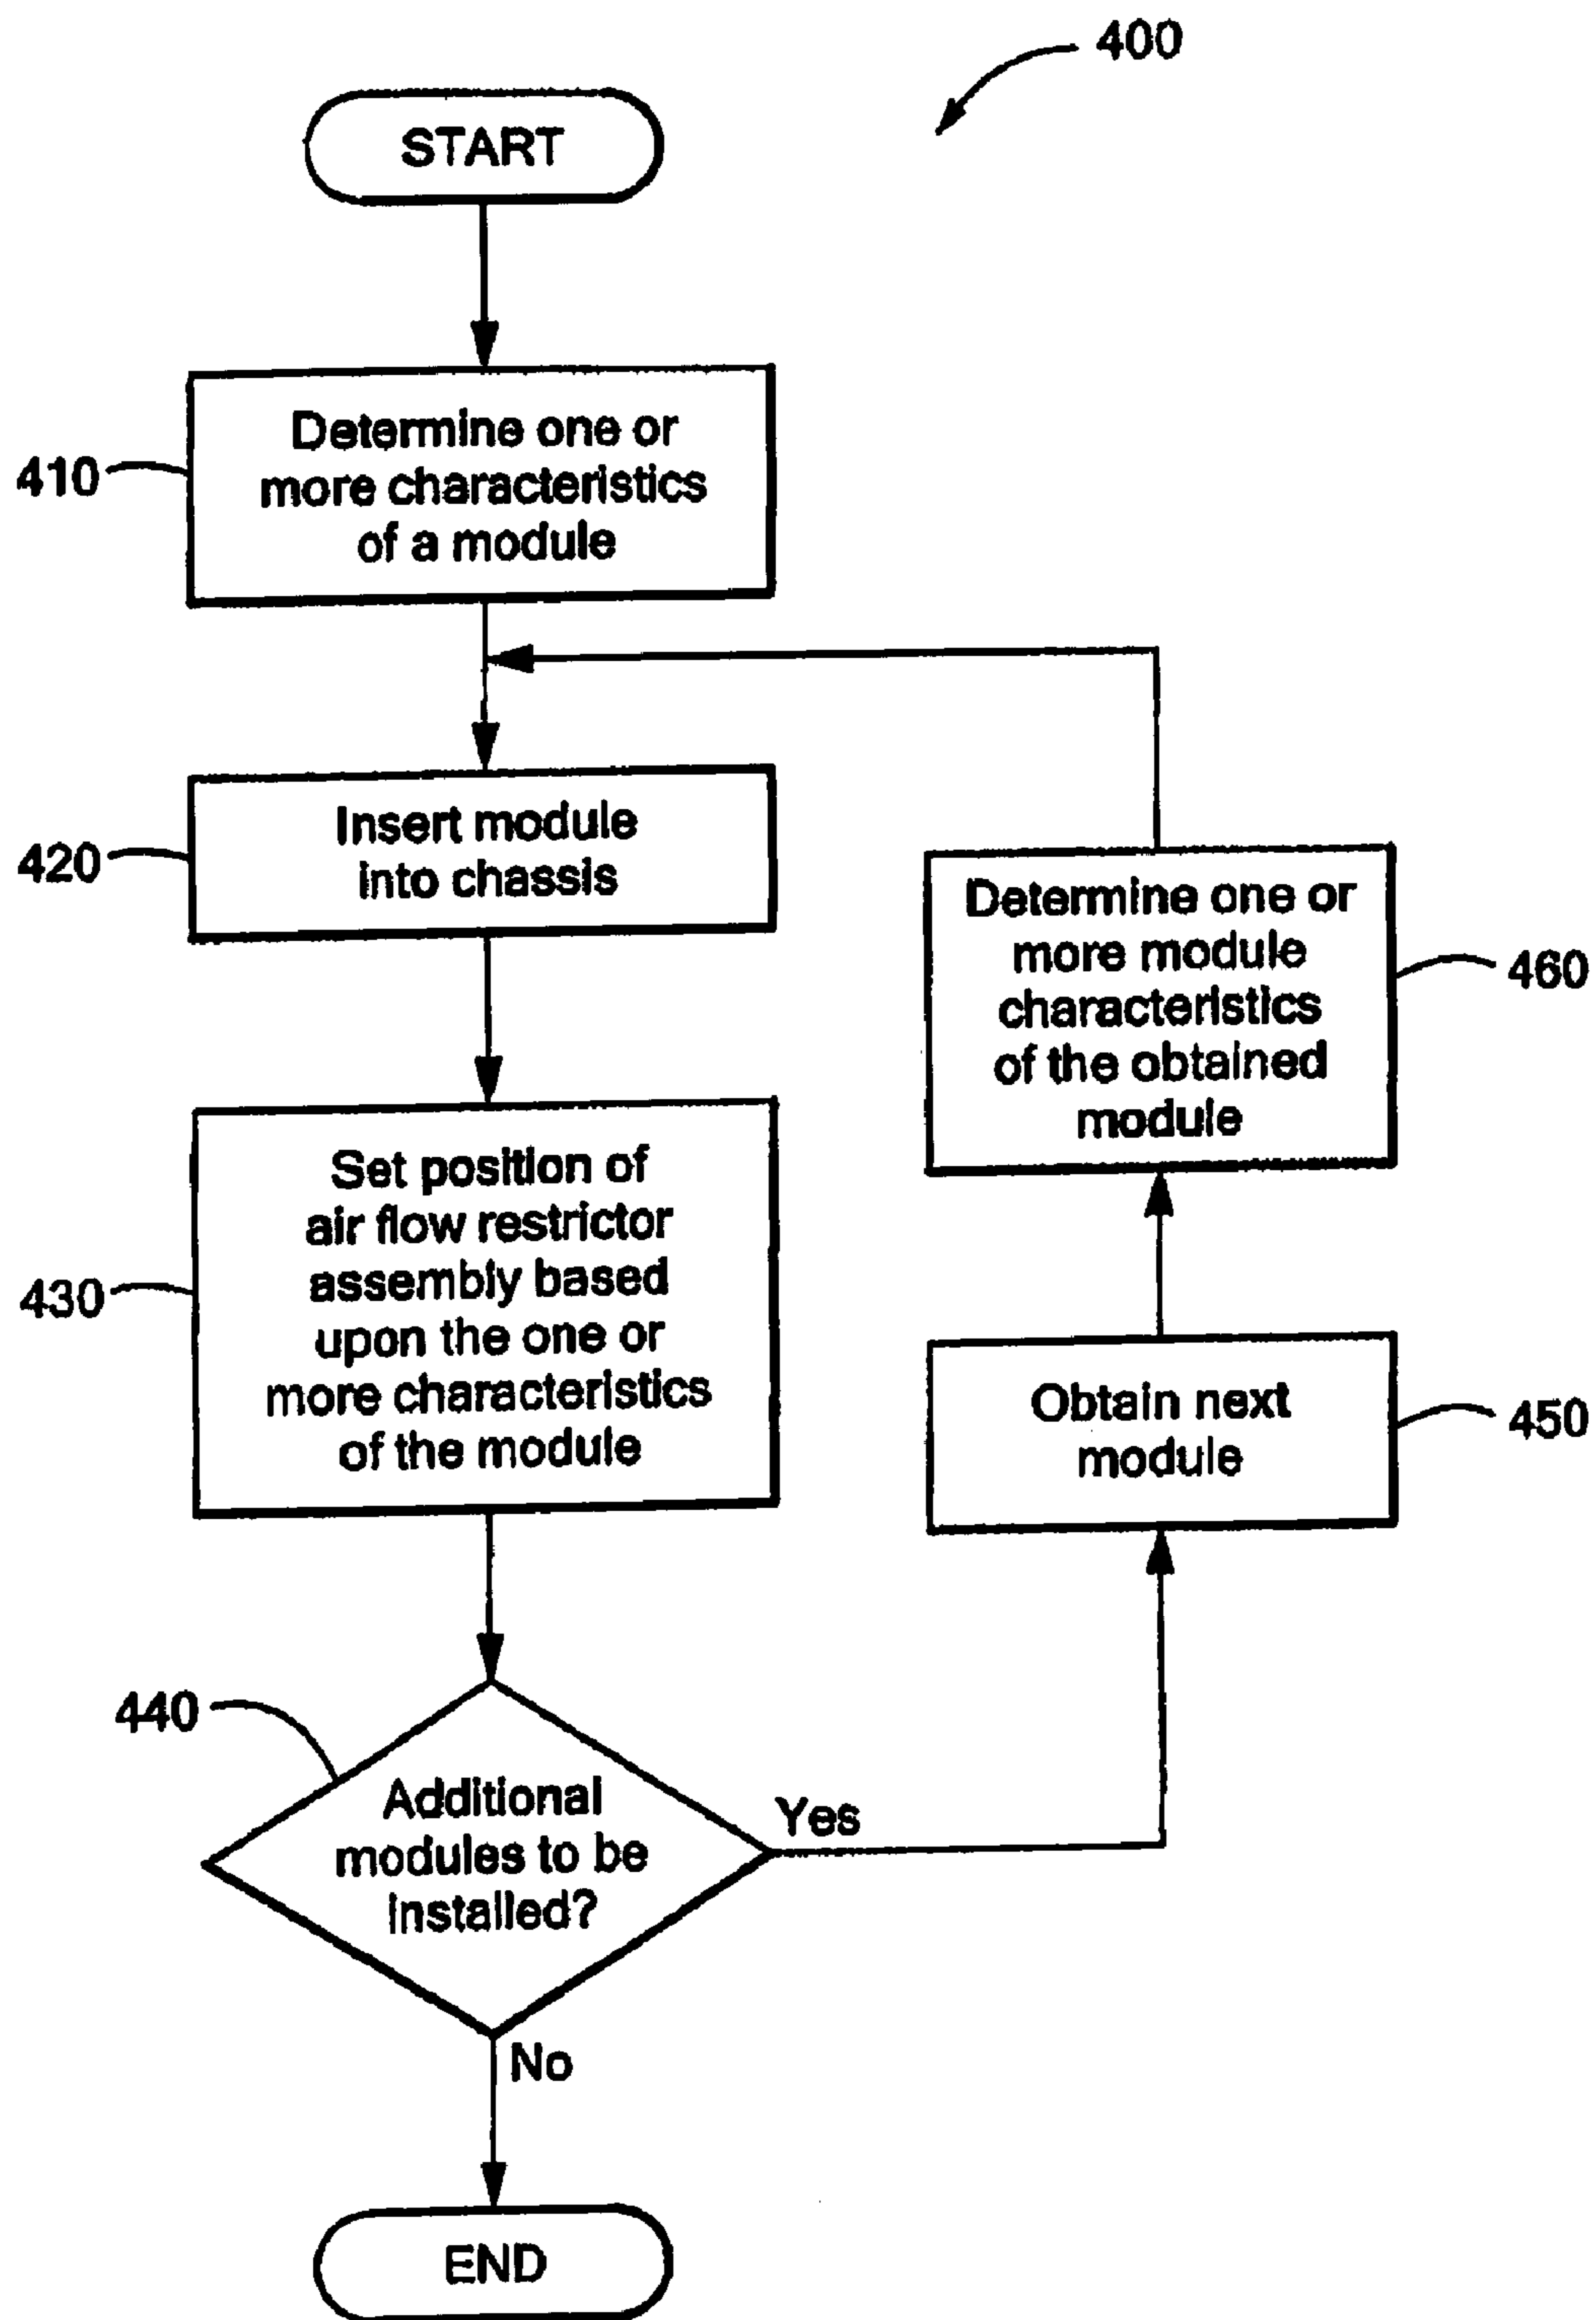 400
START
410
Determine one or
more characteristics
of a module
420
Insert module
into chassis
430
Set position of
air flow restrictor
assembly based
upon the one or
more characteristics
of the module
440
Additional
modules to be
installed?
Yes
No
END
450
Obtain next
module
460
Determine one or
more module
characteristics
of the obtained
module